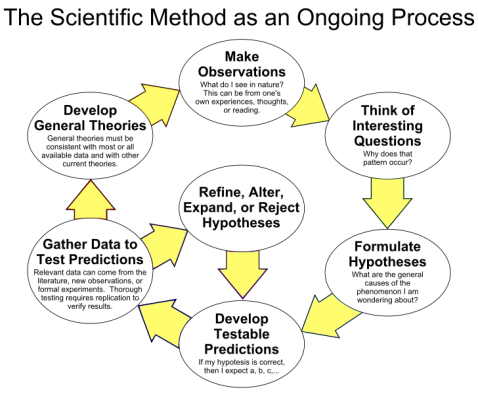 The Scientific Method as an Ongoing Process
Make
Observations
What do I see in nature?
This can be from one's
own experiences, thoughts,
or reading.
Think of
Interesting
Questions
Why does that
pattern occur?
Formulate
Hypotheses
What are the general
causes of the
phenomenon I am
wondering about?
Develop
Testable
Predictions
If my hypotesis is correct,
then I expect a, b, c,...
Gather Data to
Test Predictions
Relevant data can come from the
literature, new observations, or
formal experiments. Thorough
testing requires replication to
verify results.
Refine, Alter,
Expand, or Reject
Hypotheses
Develop
General Theories
General theories must be
consistent with most or all
available data and with other
current theories.